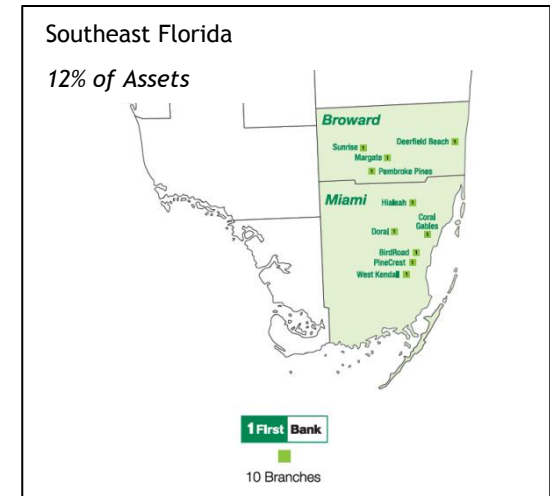 Southeast Florida
12% of Assets
Broward
Deerfield Beach 1
Sunrise 1
Margate 1
1 Pembroke Pines
Miami
Hialeah 1
Coral
Gables
1
Doral 1
BirdRoad 1
PineCrest 1
West Kendall 1
1 First Bank
10 Branches